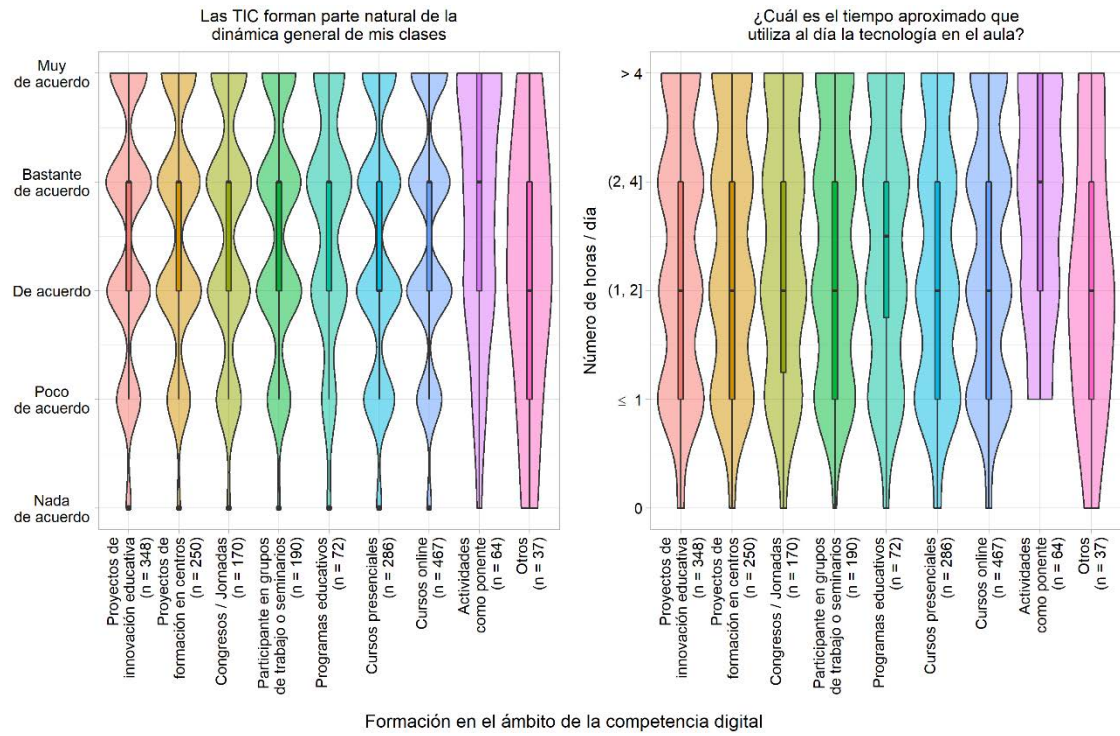 Las TIC forman parte natural de la
dinámica general de mis clases
Muy
de acuerdo
Bastante
de acuerdo
De acuerdo
Poco
de acuerdo
Nada
de acuerdo
Proyectos de
innovación educativa
(n = 348)
Proyectos de
formación en centros
(n = 250)
Congresos / Jornadas
(n = 170)
Participante en grupos
de trabajo o seminarios
(n = 190)
Programas educativos
(n = 72)
Cursos presenciales
(n = 286)
Cursos online
(n = 467)
Actividades
como ponente
(n = 64)
Otros
(n = 37)
¿Cuál es el tiempo aproximado que
utiliza al día la tecnología en el aula?
Número de horas / día
> 4
(2, 4]
(1, 2]
≤ 1
0
Proyectos de
innovación educativa
(n = 348)
Proyectos de
formación en centros
(n = 250)
Congresos / Jornadas
(n = 170)
Participante en grupos
de trabajo o seminarios
(n = 190)
Programas educativos
(n = 72)
Cursos presenciales
(n = 286)
Cursos online
(n = 467)
Actividades
como ponente
(n = 64)
Otros
(n = 37)
Formación en el ámbito de la competencia digital